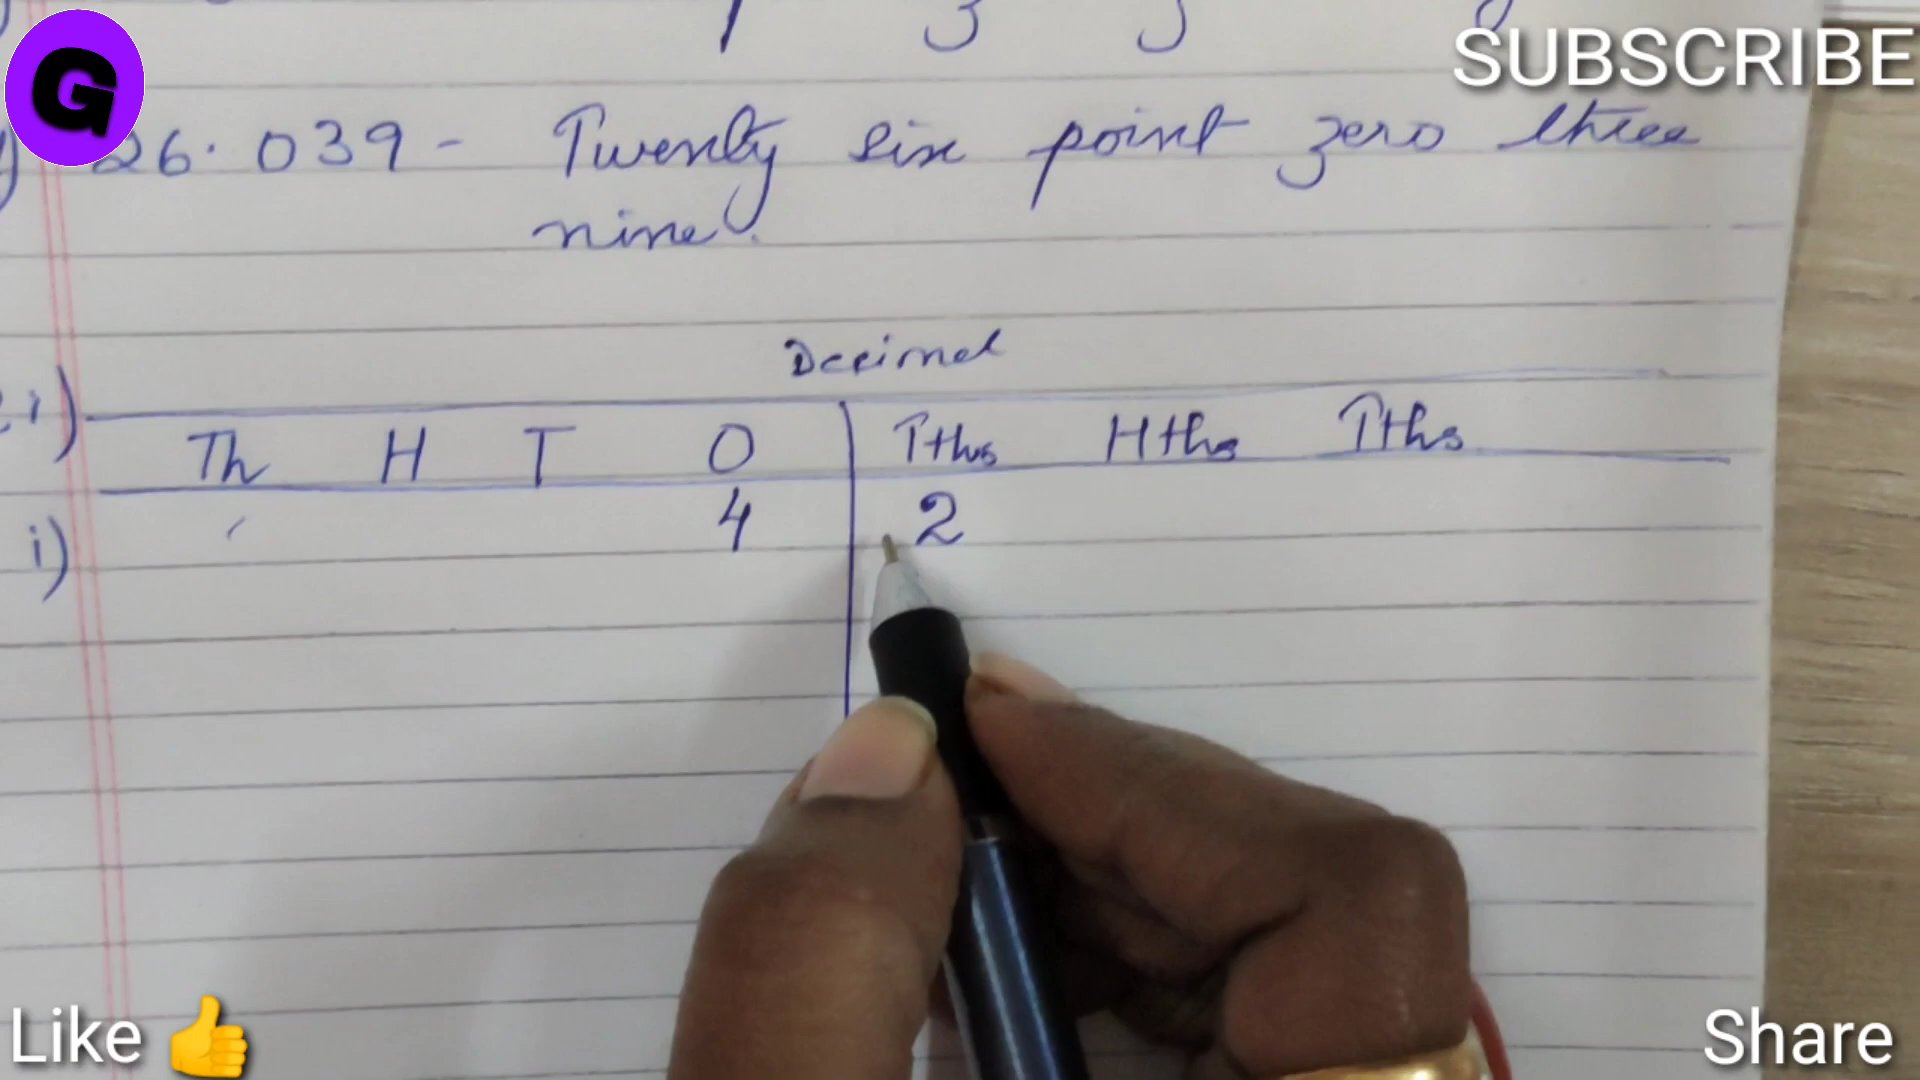 G
SUBSCRIBE
26.039 - Twenty six point zero three
nine.
Decimal
Th H T O Tths Hths Tths
i) 4 2
Like 👍
Share